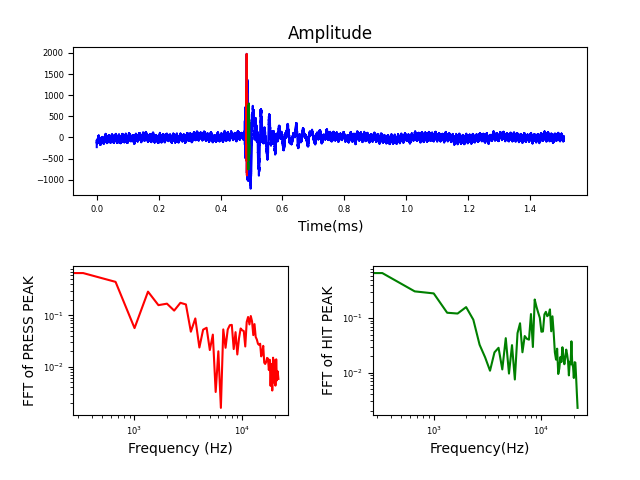 Amplitude
2000
1500
1000
500
0
−500
−1000
0.0 0.2 0.4 0.6 0.8 1.0 1.2 1.4
Time(ms)
FFT of PRESS PEAK
10⁻¹
10⁻²
10³ 10⁴
Frequency (Hz)
FFT of HIT PEAK
10⁻¹
10⁻²
10³ 10⁴
Frequency(Hz)